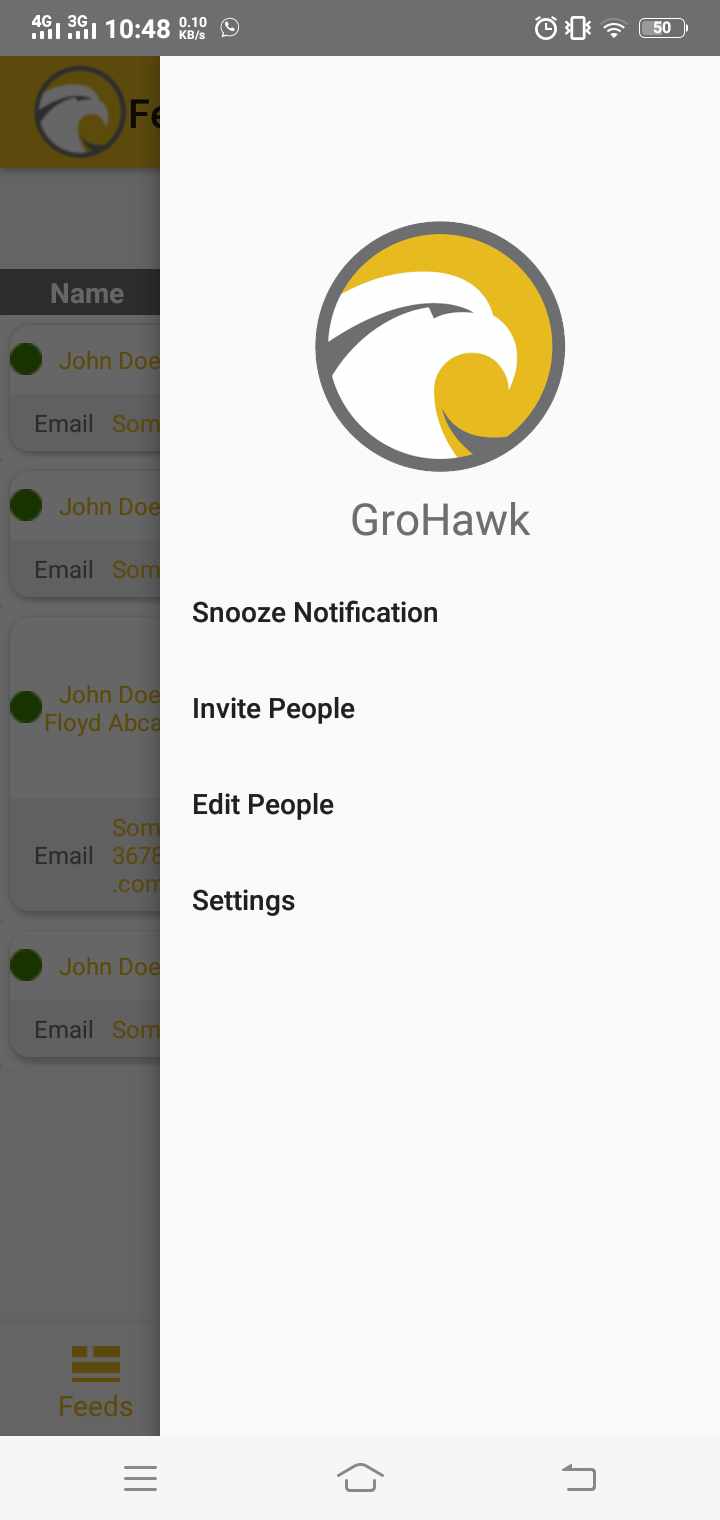 4G 3G 10:48 0.10 KB/s 50
Fe
Name
John Doe
Email Som
John Doe
Email Som
John Doe
Floyd Abca
Som
Email 3678
.com
John Doe
Email Som
Feeds
GroHawk
Snooze Notification
Invite People
Edit People
Settings